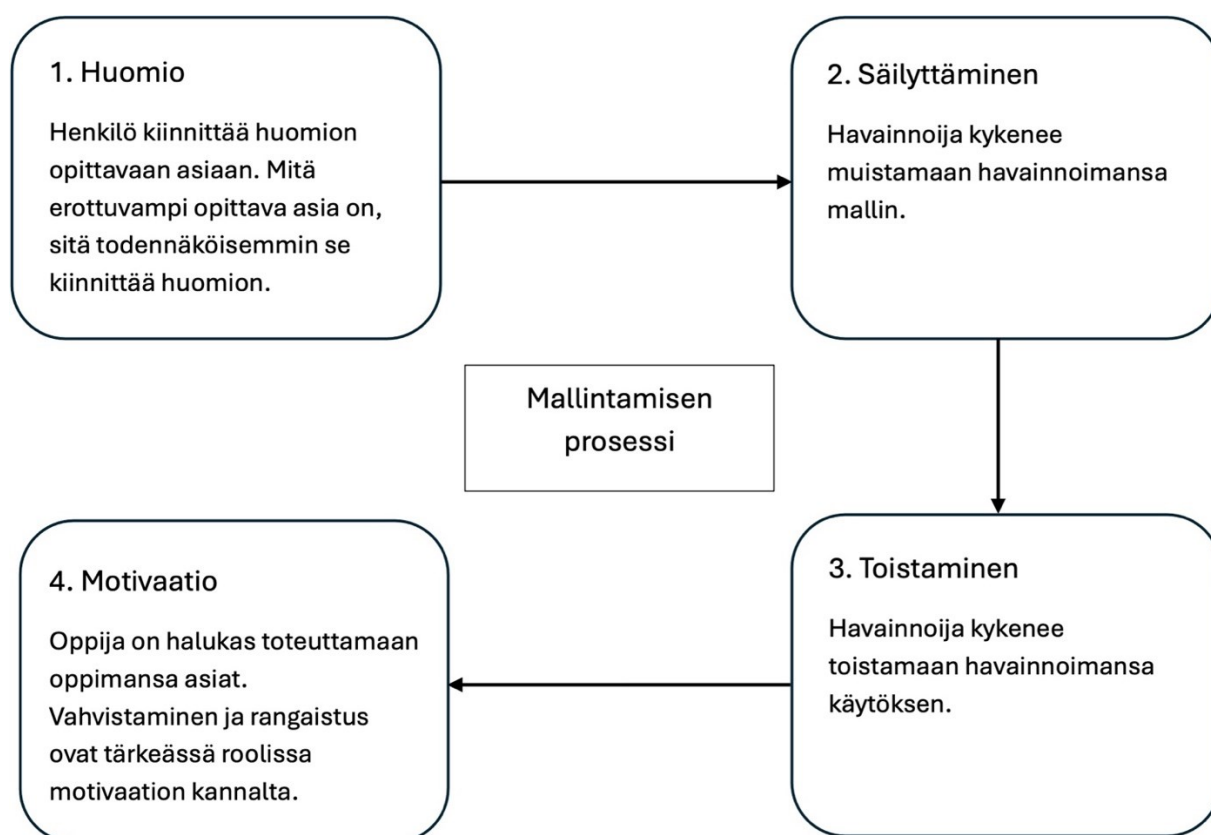 1. Huomio
Henkilö kiinnittää huomion
opittavaan asiaan. Mitä
erottuvampi opittava asia on,
sitä todennäköisemmin se
kiinnittää huomion.
2. Säilyttäminen
Havainnoija kykenee
muistamaan havainnoimansa
mallin.
Mallintamisen
prosessi
3. Toistaminen
Havainnoija kykenee
toistamaan havainnoimansa
käytöksen.
4. Motivaatio
Oppija on halukas toteuttamaan
oppimansa asiat.
Vahvistaminen ja rangaistus
ovat tärkeässä roolissa
motivaation kannalta.